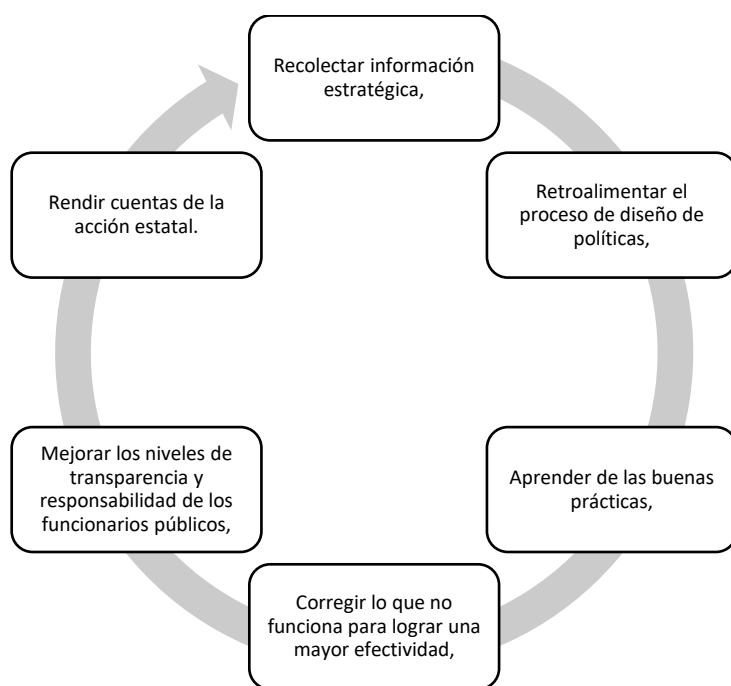 Recolectar información
estratégica,
Retroalimentar el
proceso de diseño de
políticas,
Aprender de las buenas
prácticas,
Corregir lo que no
funciona para lograr una
mayor efectividad,
Mejorar los niveles de
transparencia y
responsabilidad de los
funcionarios públicos,
Rendir cuentas de la
acción estatal.